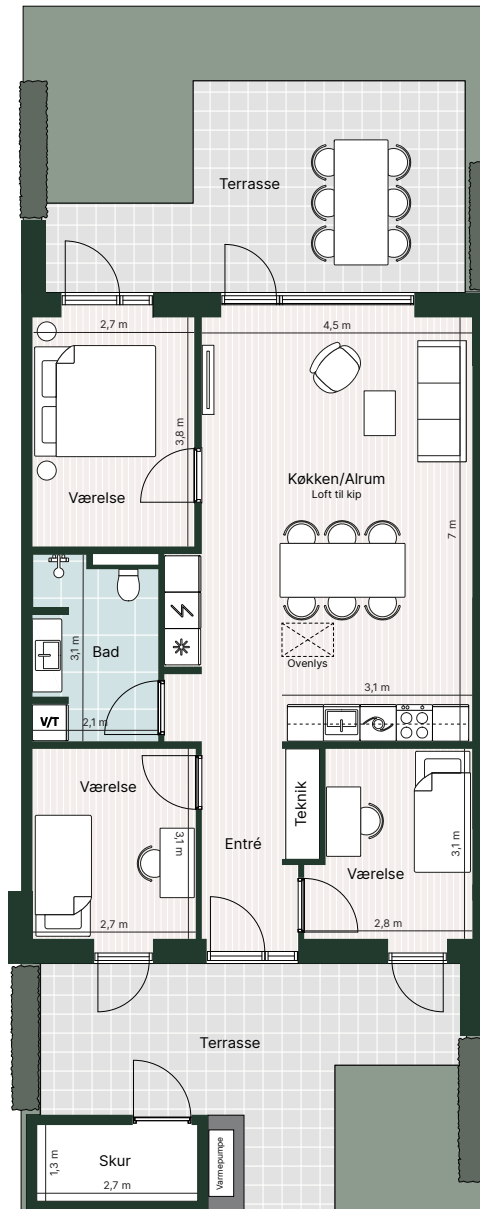 Terrasse
2,7 m
4,5 m
3,8 m
Værelse
Køkken/Alrum
Loft til kip
7 m
Bad
3,1 m
2,1 m
V/T
Ovenlys
3,1 m
Værelse
3,1 m
2,7 m
Entré
Teknik
Værelse
3,1 m
2,8 m
Terrasse
Skur
1,3 m
2,7 m
Varmepumpe